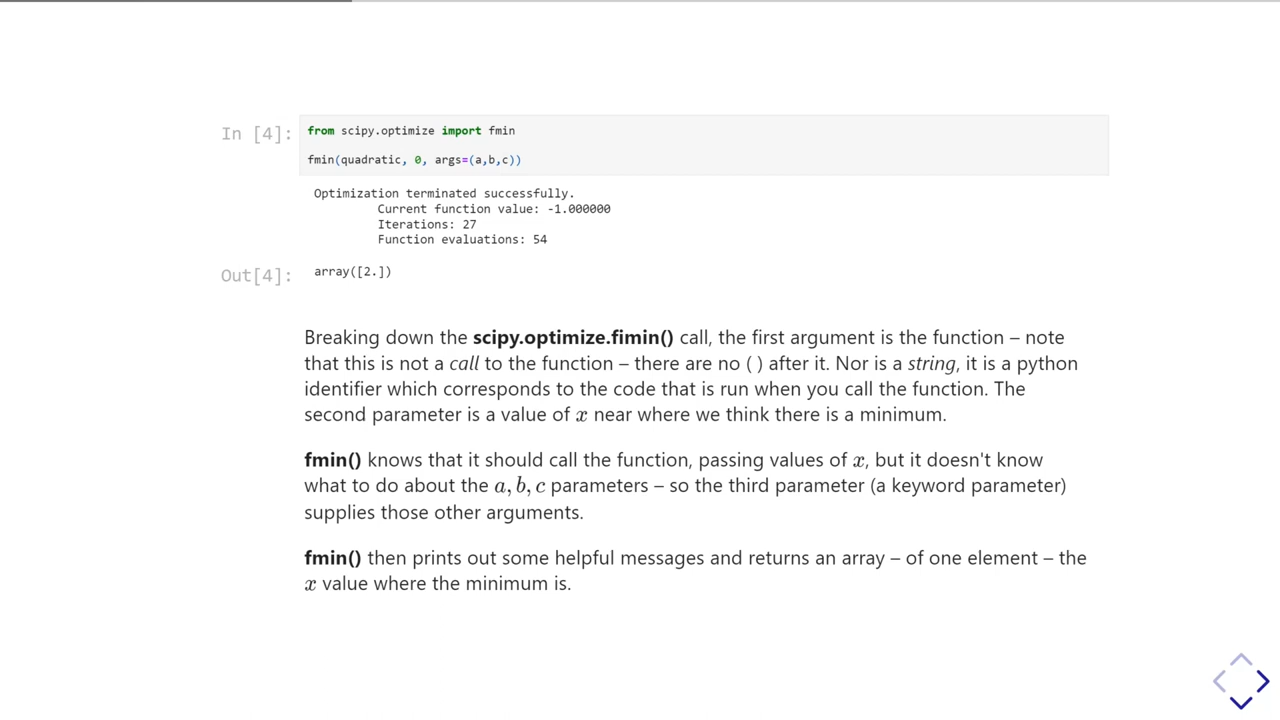 In [4]:
from scipy.optimize import fmin
fmin(quadratic, 0, args=(a,b,c))
Optimization terminated successfully.
Current function value: -1.000000
Iterations: 27
Function evaluations: 54
Out[4]:
array([2.])
Breaking down the scipy.optimize.fimin() call, the first argument is the function – note
that this is not a call to the function – there are no ( ) after it. Nor is a string, it is a python
identifier which corresponds to the code that is run when you call the function. The
second parameter is a value of x near where we think there is a minimum.
fmin() knows that it should call the function, passing values of x, but it doesn't know
what to do about the a, b, c parameters – so the third parameter (a keyword parameter)
supplies those other arguments.
fmin() then prints out some helpful messages and returns an array – of one element – the
x value where the minimum is.